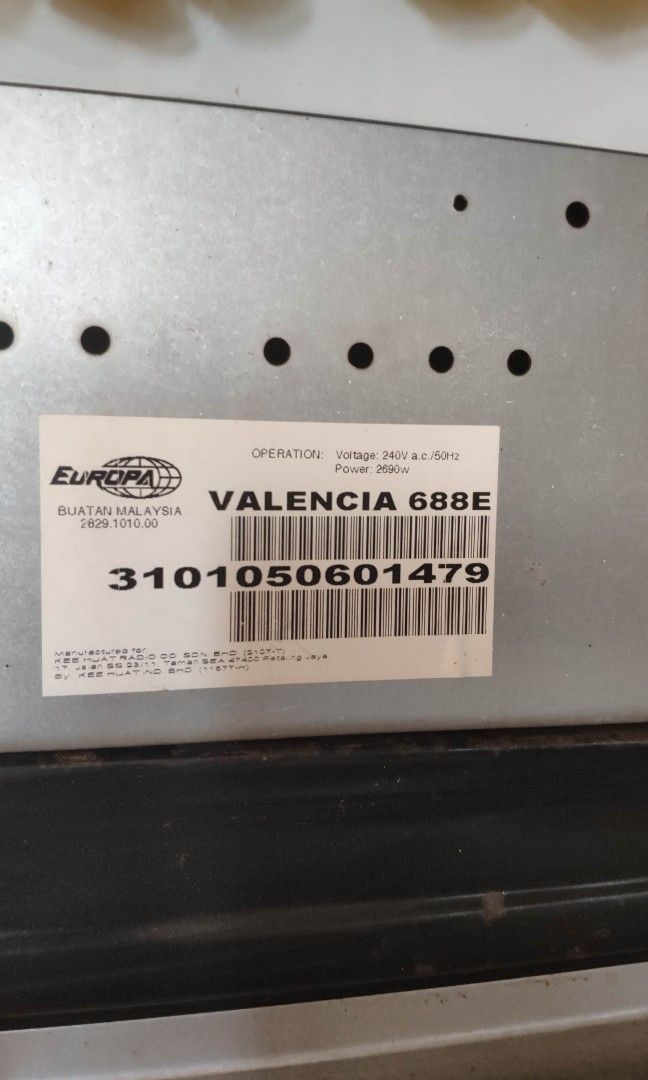 EUROPA
BUATAN MALAYSIA
2829.1010.00
OPERATION: Voltage: 240V a.c./50Hz
Power: 2690w
VALENCIA 688E
3101050601479
Manufactured for
KEE HUAT RADIO CO. SDN. BHD. (2107-T)
17, Jalan SS 23/11, Taman SEA 47400 Petaling Jaya
By: KEE HUAT IND. BHD. (11677-H)